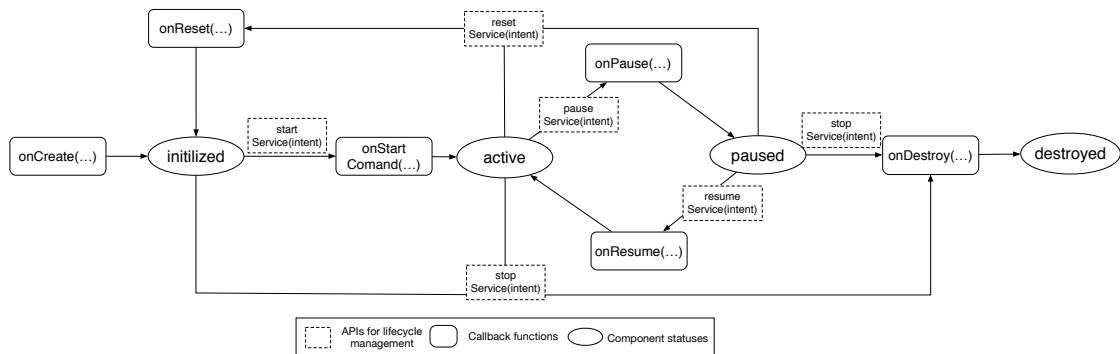 onReset(…)
reset
Service(intent)
onPause(…)
pause
Service(intent)
start
Service(intent)
stop
Service(intent)
onCreate(…)
initilized
onStart
Comand(…)
active
paused
onDestroy(…)
destroyed
resume
Service(intent)
onResume(…)
stop
Service(intent)
APIs for lifecycle
management
Callback functions
Component statuses